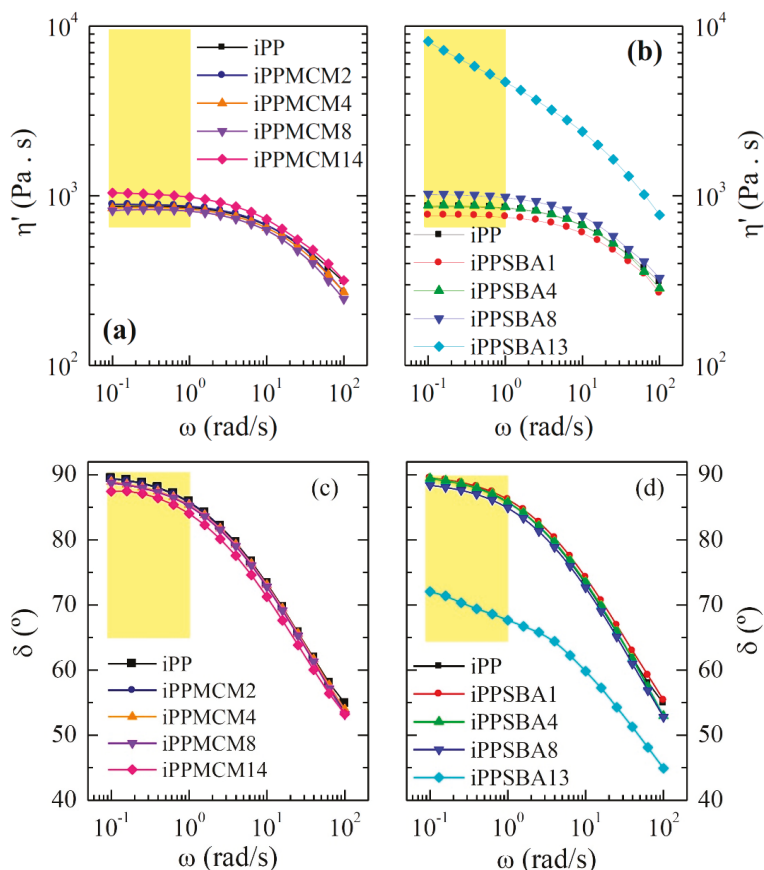 10⁴
10³
10²
η' (Pa . s)
(a)
iPP
iPPMCM2
iPPMCM4
iPPMCM8
iPPMCM14
10⁻¹ 10⁰ 10¹ 10²
ω (rad/s)
(b)
iPP
iPPSBA1
iPPSBA4
iPPSBA8
iPPSBA13
10⁴
10³
10²
η' (Pa . s)
10⁻¹ 10⁰ 10¹ 10²
ω (rad/s)
90
80
70
60
50
40
δ (º)
(c)
iPP
iPPMCM2
iPPMCM4
iPPMCM8
iPPMCM14
10⁻¹ 10⁰ 10¹ 10²
ω (rad/s)
(d)
iPP
iPPSBA1
iPPSBA4
iPPSBA8
iPPSBA13
90
80
70
60
50
40
δ (º)
10⁻¹ 10⁰ 10¹ 10²
ω (rad/s)